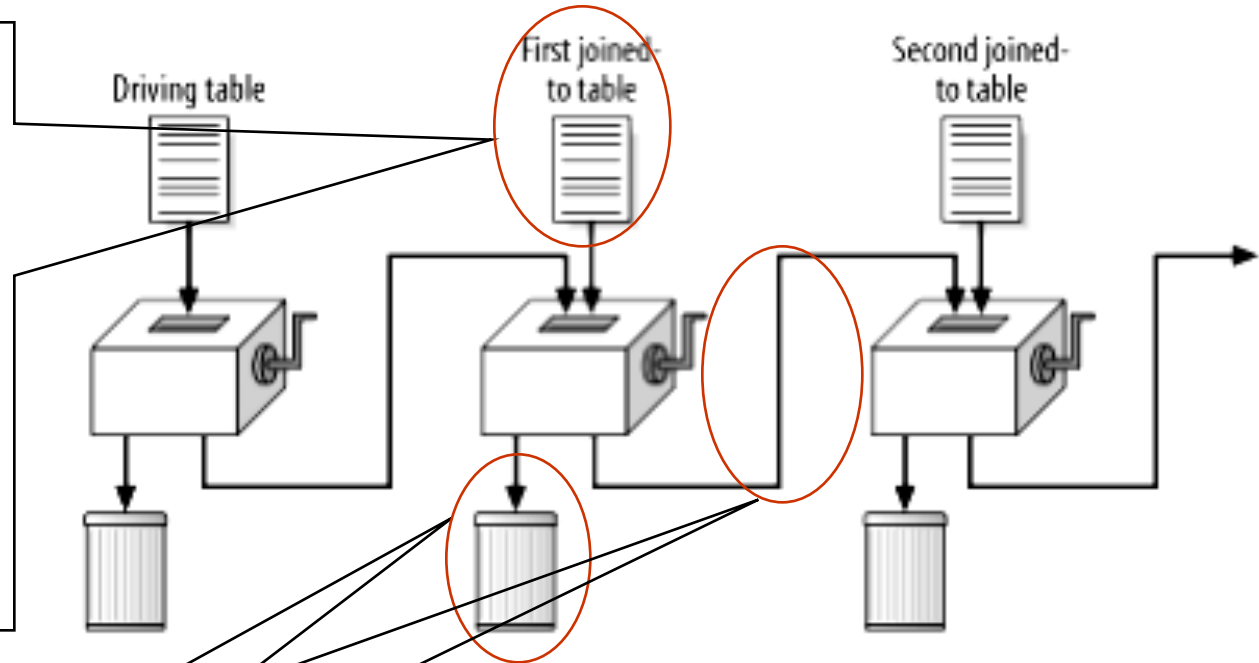 Driving table
First joined-
to table
Second joined-
to table